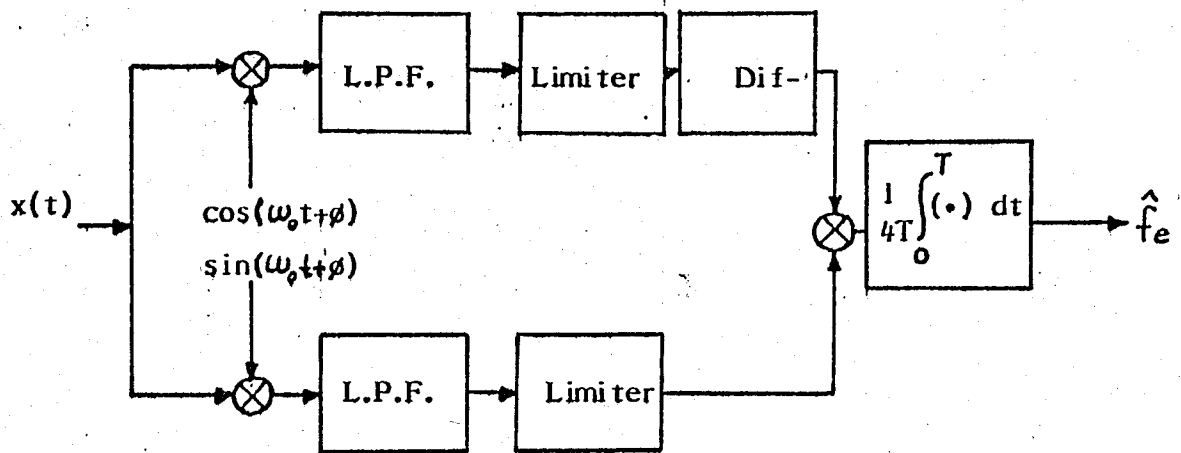 L.P.F.
Limiter
Dif-
x(t)
cos(ω₀t+ø)
sin(ω₀t+ø)
1/4T ∫₀ᵀ (•) dt
f̂e
L.P.F.
Limiter